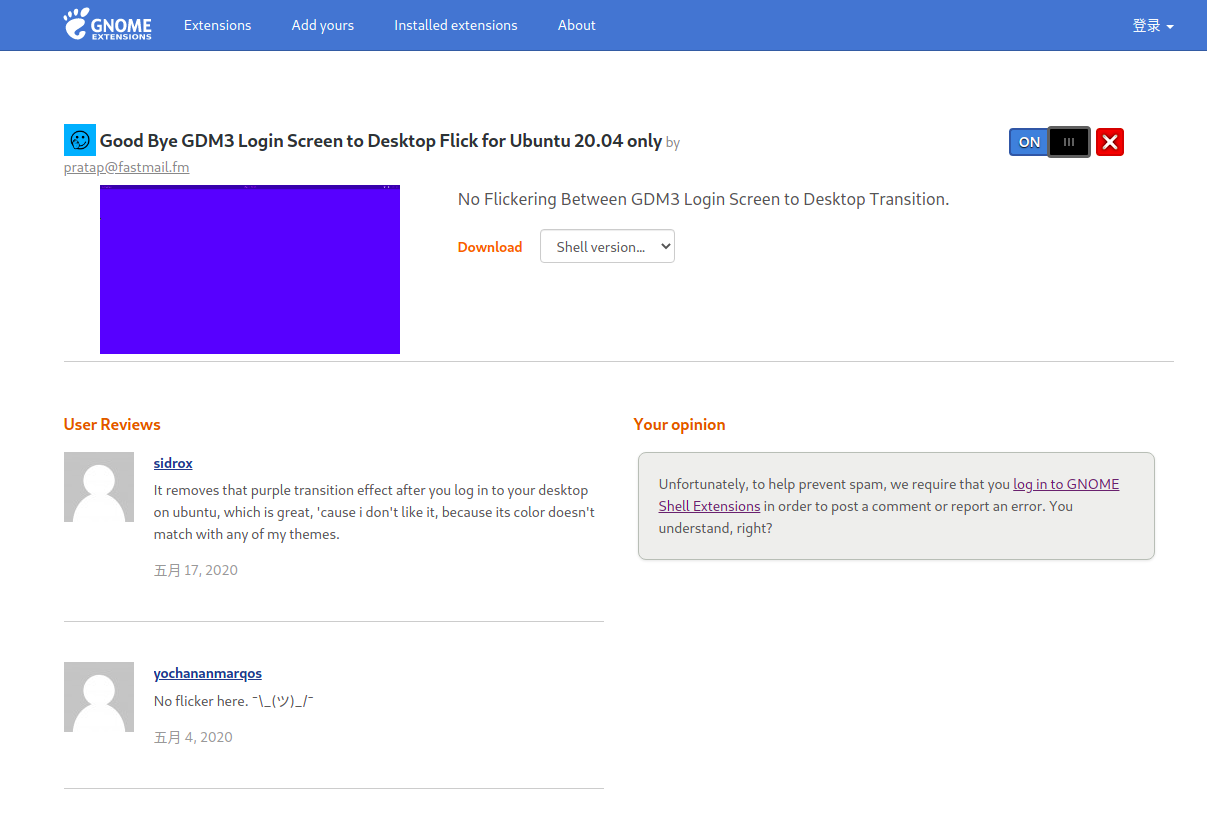 GNOME EXTENSIONS Extensions Add yours Installed extensions About 登录
Good Bye GDM3 Login Screen to Desktop Flick for Ubuntu 20.04 only by
pratap@fastmail.fm
ON
No Flickering Between GDM3 Login Screen to Desktop Transition.
Download Shell version...
User Reviews
sidrox
It removes that purple transition effect after you log in to your desktop
on ubuntu, which is great, 'cause i don't like it, because its color doesn't
match with any of my themes.
五月 17, 2020
yochananmarqos
No flicker here. ¯\_(ツ)_/¯
五月 4, 2020
Your opinion
Unfortunately, to help prevent spam, we require that you log in to GNOME
Shell Extensions in order to post a comment or report an error. You
understand, right?